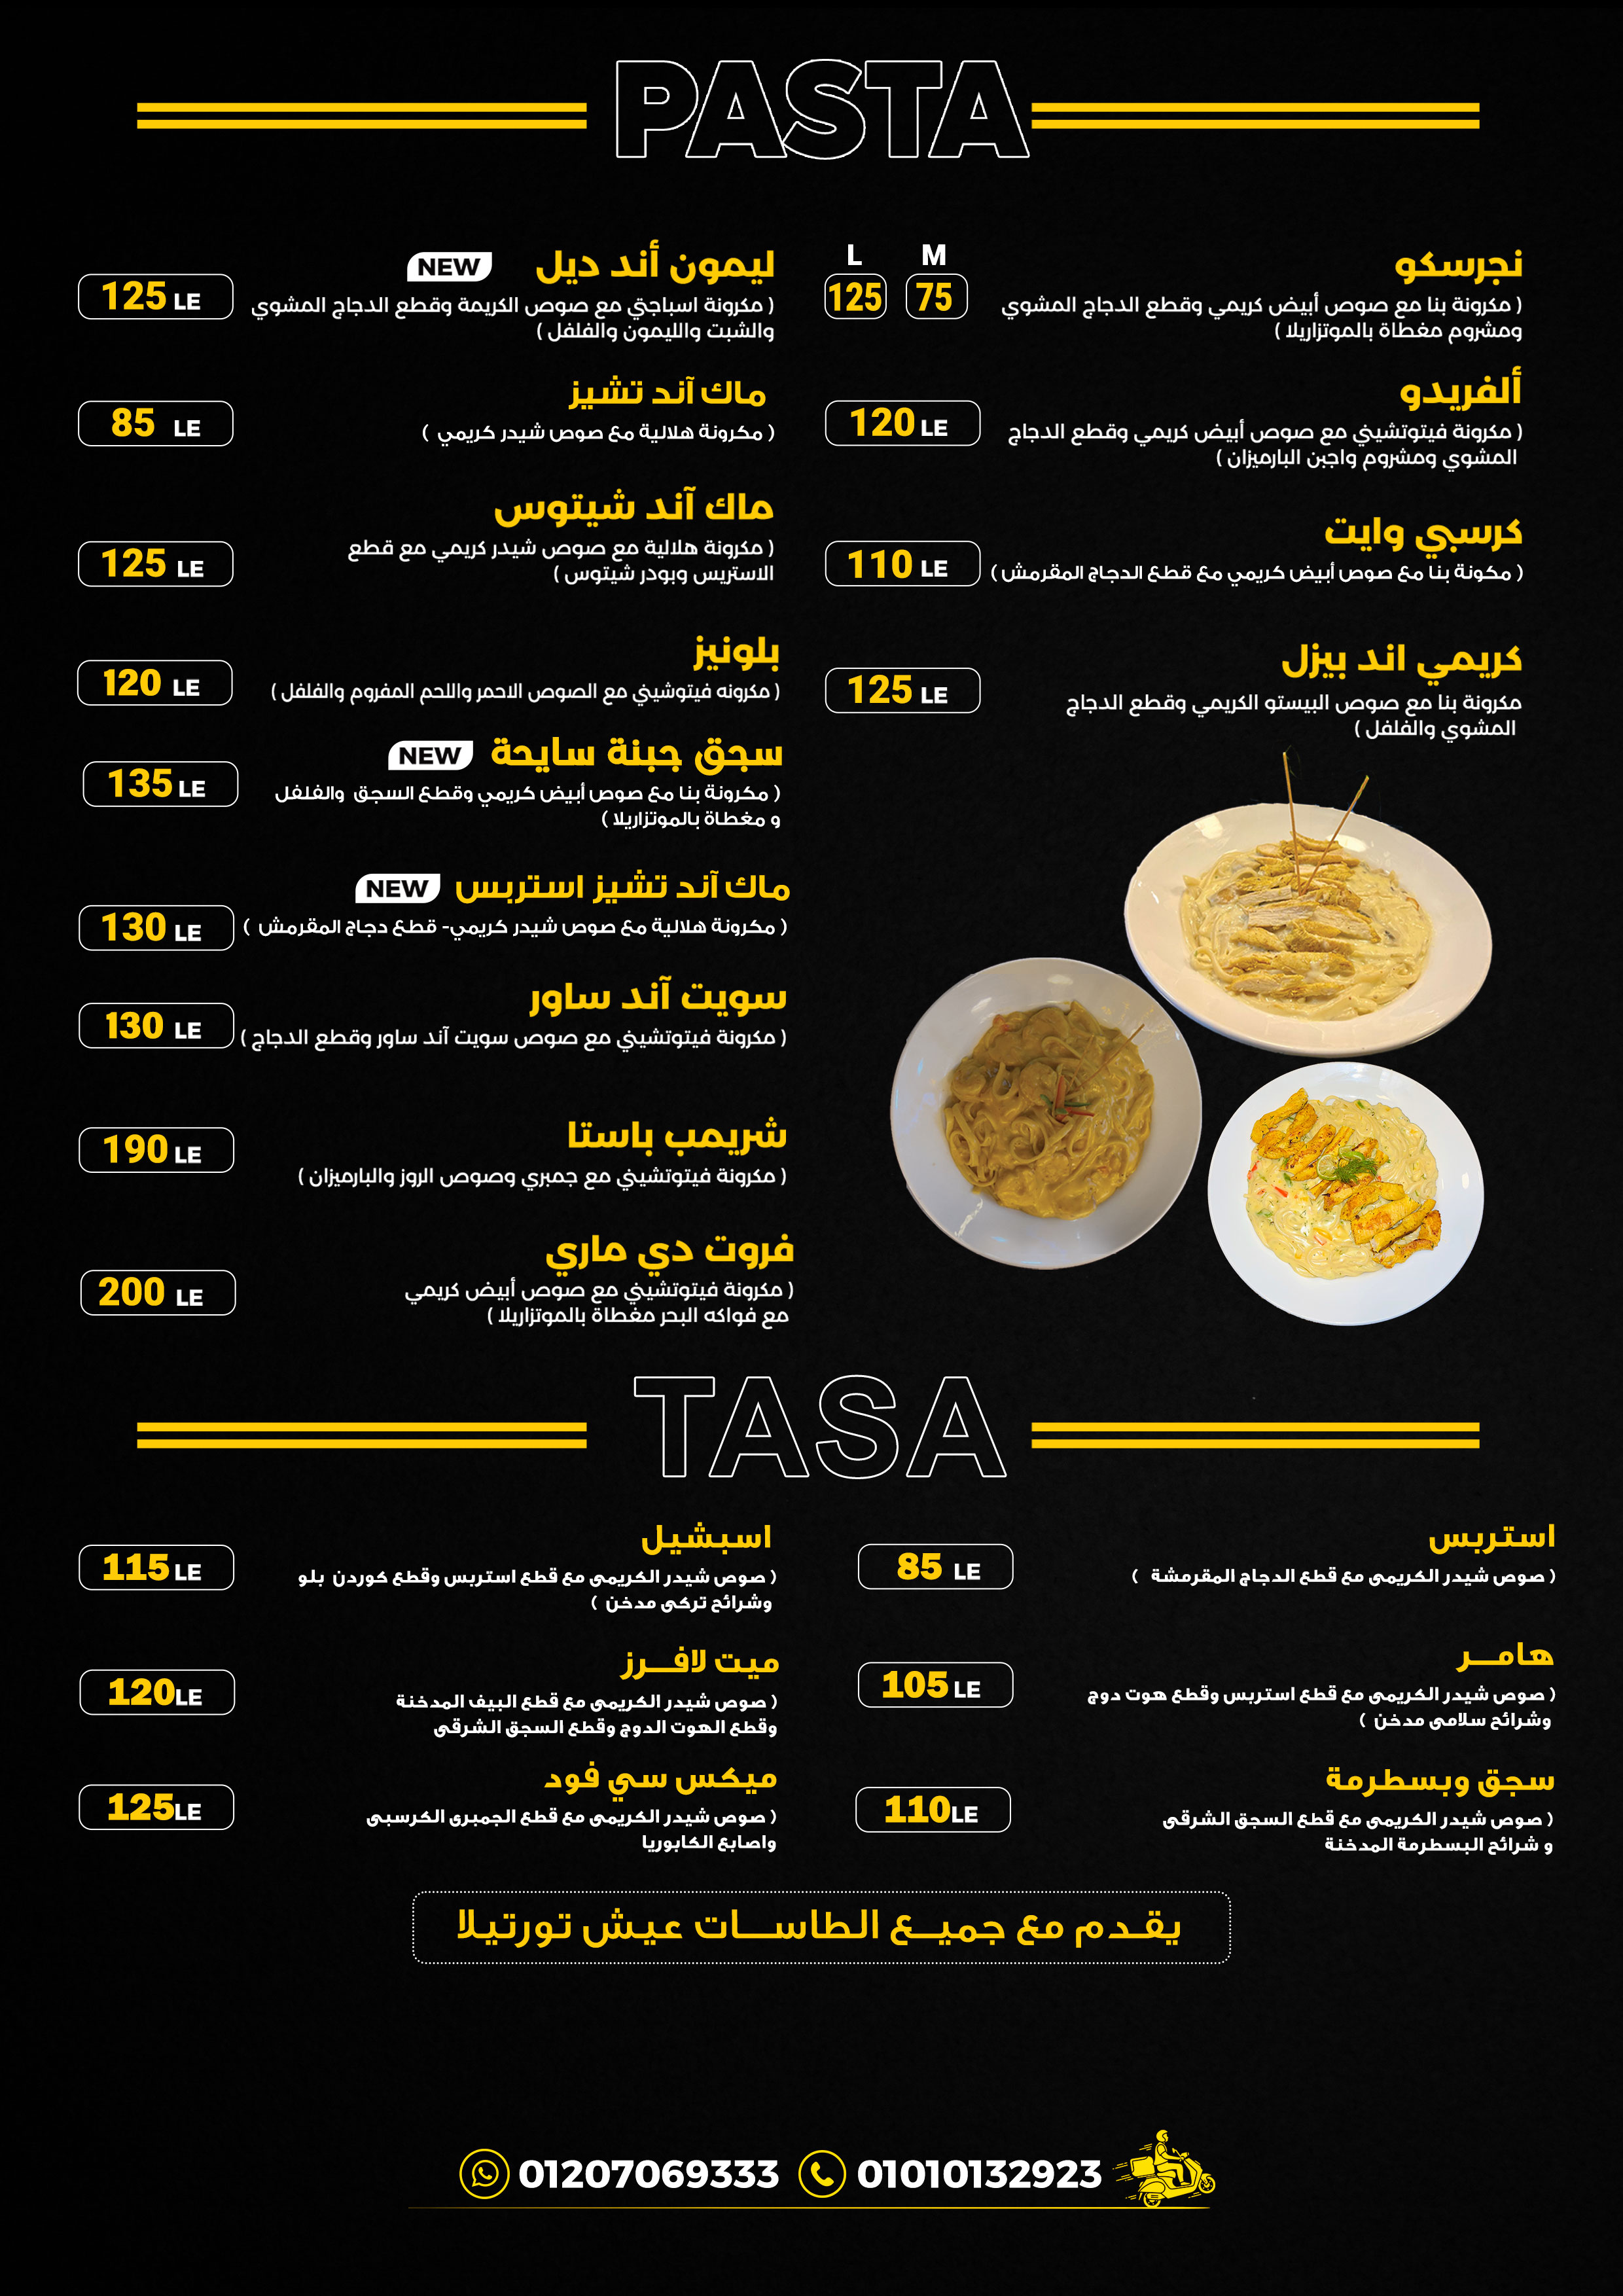 PASTA
نجرسكو
M
L
75
125
( مكرونة بنا مع صوص أبيض كريمي وقطع الدجاج المشوي
ومشروم مغطاة بالموتزاريلا )
ألفريدو
120 LE
( مكرونة فيتوتشيني مع صوص أبيض كريمي وقطع الدجاج
المشوي ومشروم واجبن البارميزان )
كرسبي وايت
110 LE
( مكونة بنا مع صوص أبيض كريمي مع قطع الدجاج المقرمش )
كريمي اند بيزل
125 LE
مكرونة بنا مع صوص البيستو الكريمي وقطع الدجاج
المشوي والفلفل )
ليمون أند ديل
NEW
125 LE
( مكرونة اسباجتي مع صوص الكريمة وقطع الدجاج المشوي
والشبت والليمون والفلفل )
ماك آند تشيز
85 LE
( مكرونة هلالية مع صوص شيدر كريمي )
ماك آند شيتوس
125 LE
( مكرونة هلالية مع صوص شيدر كريمي مع قطع
الاستربس وبودر شيتوس )
بلونيز
120 LE
( مكرونه فيتوشيني مع الصوص الاحمر واللحم المفروم والفلفل )
سجق جبنة سايحة
NEW
135 LE
( مكرونة بنا مع صوص أبيض كريمي وقطع السجق والفلفل
و مغطاة بالموتزاريلا )
ماك آند تشيز استربس
NEW
130 LE
( مكرونة هلالية مع صوص شيدر كريمي- قطع دجاج المقرمش )
سويت آند ساور
130 LE
( مكرونة فيتوتشيني مع صوص سويت آند ساور وقطع الدجاج )
شريمب باستا
190 LE
( مكرونة فيتوتشيني مع جمبري وصوص الروز والبارميزان )
فروت دي ماري
200 LE
( مكرونة فيتوتشيني مع صوص أبيض كريمي
مع فواكه البحر مغطاة بالموتزاريلا )
TASA
استربس
85 LE
( صوص شيدر الكريمى مع قطع الدجاج المقرمشة )
هامـــر
105 LE
( صوص شيدر الكريمى مع قطع استربس وقطع هوت دوج
وشرائح سلامى مدخن )
سجق وبسطرمة
110LE
( صوص شيدر الكريمى مع قطع السجق الشرقى
و شرائح البسطرمة المدخنة
اسبشيل
115 LE
( صوص شيدر الكريمى مع قطع استربس وقطع كوردن بلو
وشرائح تركى مدخن )
ميت لافـــرز
120LE
( صوص شيدر الكريمى مع قطع البيف المدخنة
وقطع الهوت الدوج وقطع السجق الشرقى
ميكس سي فود
125LE
( صوص شيدر الكريمى مع قطع الجمبرى الكرسبى
واصابع الكابوريا
يقـدم مع جميــع الطاســـات عيش تورتيلا
01207069333
01010132923